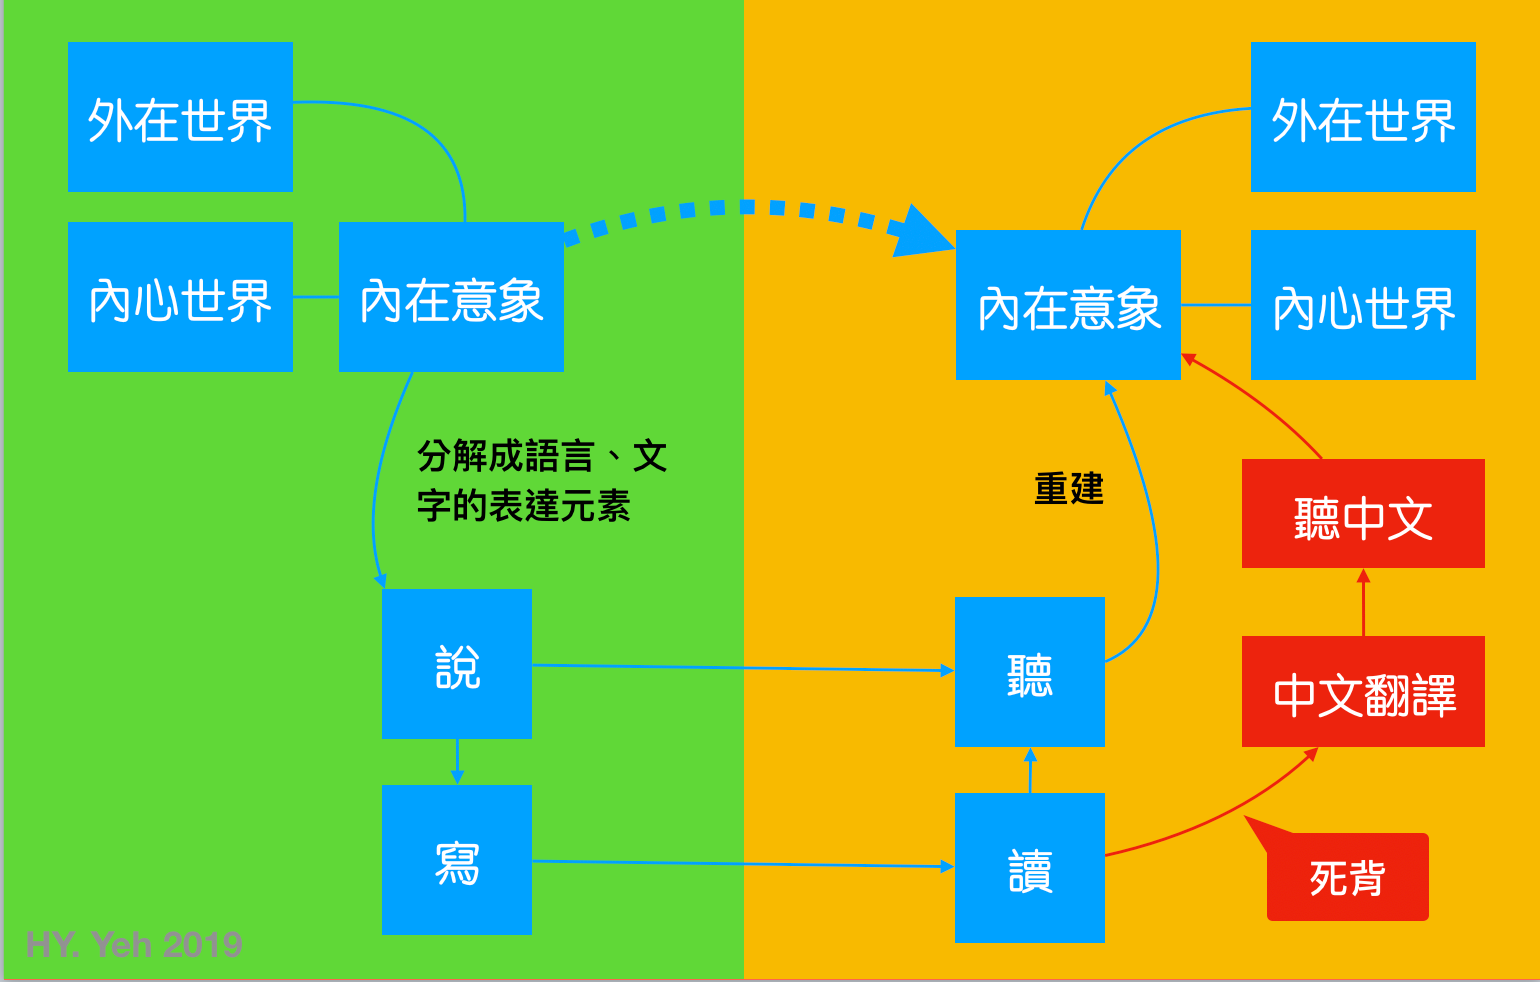 外在世界
內心世界
內在意象
分解成語言、文
字的表達元素
說
寫
HY. Yeh 2019
外在世界
內在意象
內心世界
重建
聽中文
聽
中文翻譯
讀
死背